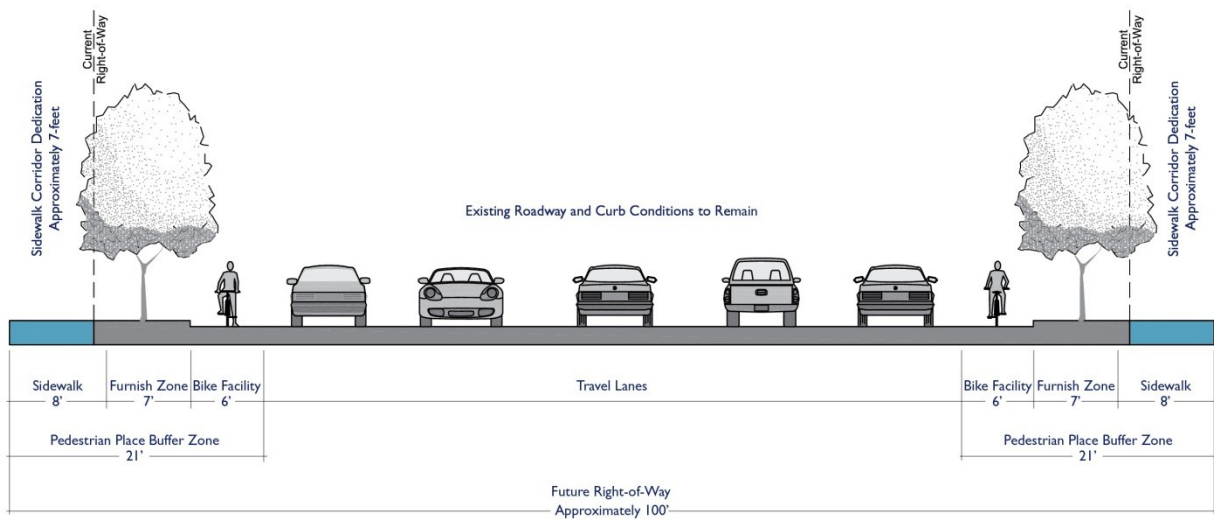 Current
Right-of-Way
Sidewalk Corridor Dedication
Approximately 7-feet
Current
Right-of-Way
Sidewalk Corridor Dedication
Approximately 7-feet
Existing Roadway and Curb Conditions to Remain
Sidewalk
8'
Furnish Zone
7'
Bike Facility
6'
Travel Lanes
Bike Facility
6'
Furnish Zone
7'
Sidewalk
8'
Pedestrian Place Buffer Zone
21'
Pedestrian Place Buffer Zone
21'
Future Right-of-Way
Approximately 100'